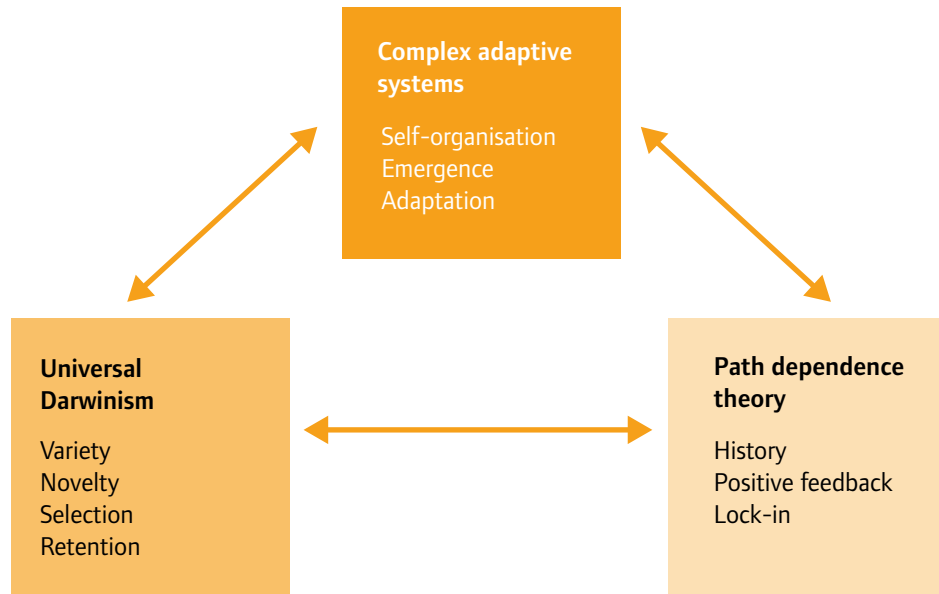 Complex adaptive
systems
Self-organisation
Emergence
Adaptation
Universal
Darwinism
Variety
Novelty
Selection
Retention
Path dependence
theory
History
Positive feedback
Lock-in